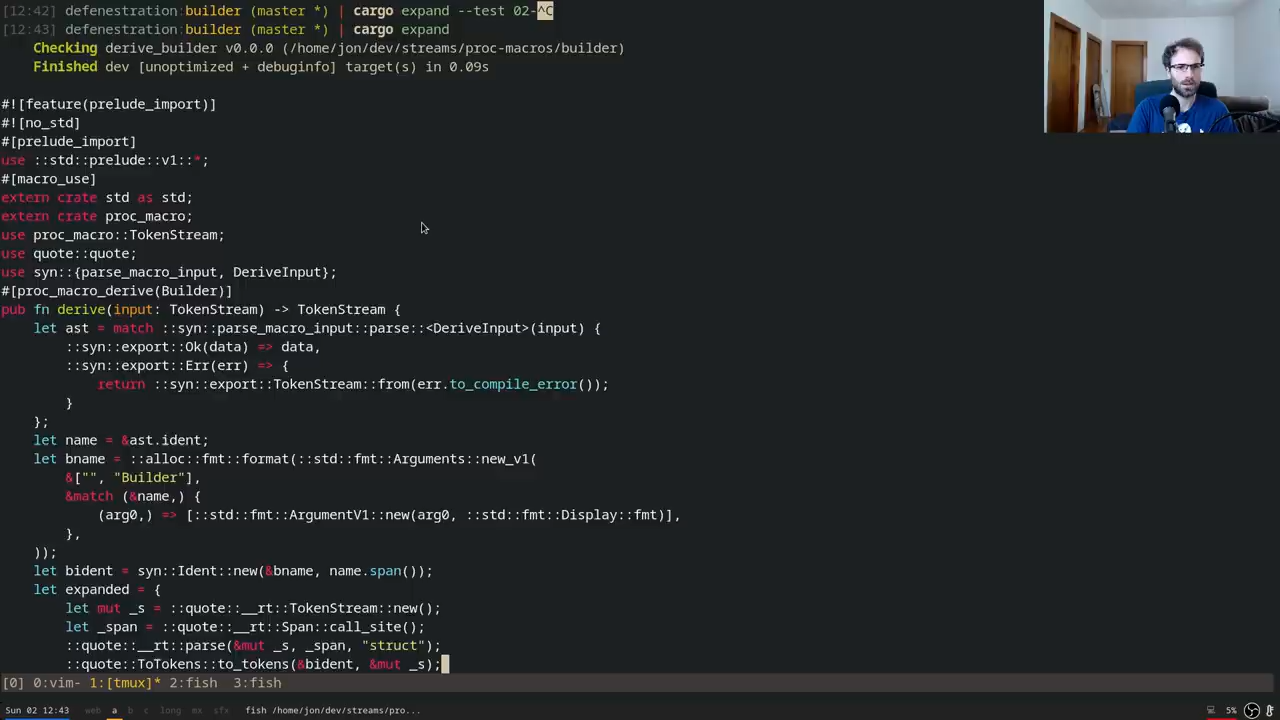 [12:42] defenestration:builder (master *) | cargo expand --test 02-^C
[12:43] defenestration:builder (master *) | cargo expand
    Checking derive_builder v0.0.0 (/home/jon/dev/streams/proc-macros/builder)
    Finished dev [unoptimized + debuginfo] target(s) in 0.09s

#![feature(prelude_import)]
#![no_std]
#[prelude_import]
use ::std::prelude::v1::*;
#[macro_use]
extern crate std as std;
extern crate proc_macro;
use proc_macro::TokenStream;
use quote::quote;
use syn::{parse_macro_input, DeriveInput};
#[proc_macro_derive(Builder)]
pub fn derive(input: TokenStream) -> TokenStream {
    let ast = match ::syn::parse_macro_input::parse::<DeriveInput>(input) {
        ::syn::export::Ok(data) => data,
        ::syn::export::Err(err) => {
            return ::syn::export::TokenStream::from(err.to_compile_error());
        }
    };
    let name = &ast.ident;
    let bname = ::alloc::fmt::format(::std::fmt::Arguments::new_v1(
        &["", "Builder"],
        &match (&name,) {
            (arg0,) => [::std::fmt::ArgumentV1::new(arg0, ::std::fmt::Display::fmt)],
        },
    ));
    let bident = syn::Ident::new(&bname, name.span());
    let expanded = {
        let mut _s = ::quote::__rt::TokenStream::new();
        let _span = ::quote::__rt::Span::call_site();
        ::quote::__rt::parse(&mut _s, _span, "struct");
        ::quote::ToTokens::to_tokens(&bident, &mut _s);
[0] 0:vim- 1:[tmux]* 2:fish  3:fish
Sun 02 12:43 web a b c long mx sfx fish /home/jon/dev/streams/pro... 5%